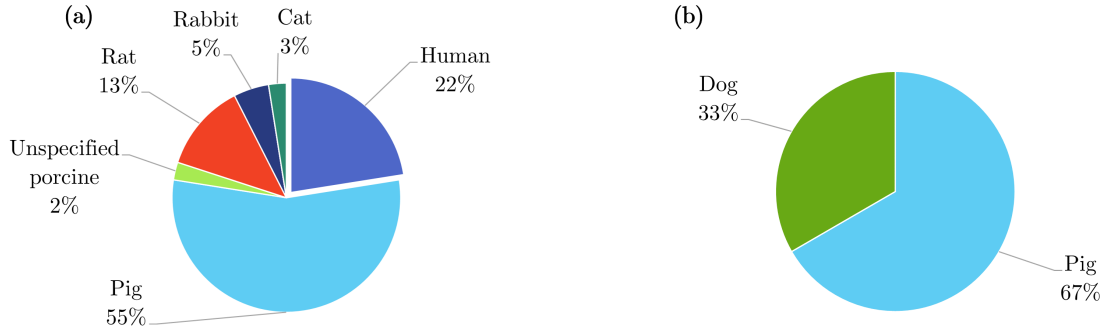 (a)
Rabbit
5%
Cat
3%
Human
22%
Rat
13%
Unspecified
porcine
2%
Pig
55%
(b)
Dog
33%
Pig
67%